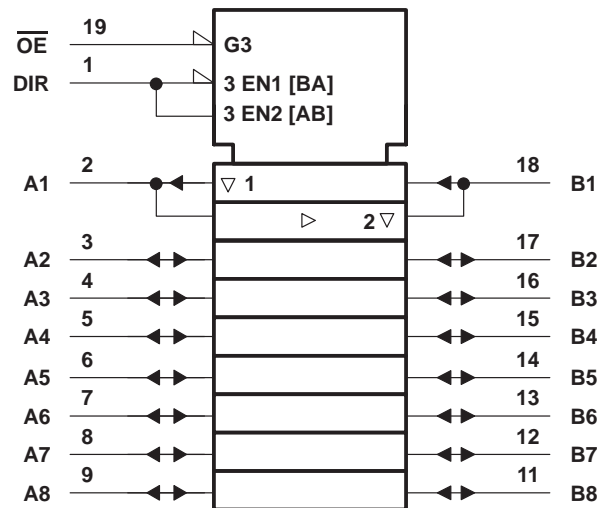 OE 19 G3
DIR 1 3 EN1 [BA]
3 EN2 [AB]
A1 2 ▽ 1 18 B1
▷ 2 ▽
A2 3 17 B2
A3 4 16 B3
A4 5 15 B4
A5 6 14 B5
A6 7 13 B6
A7 8 12 B7
A8 9 11 B8